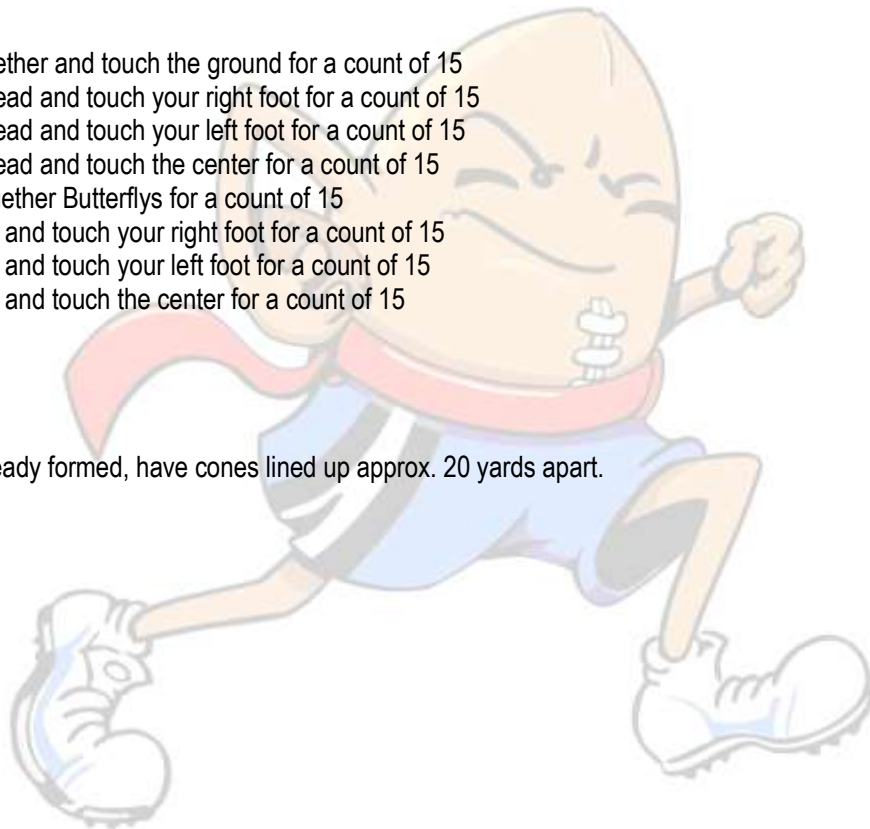 ether and touch the ground for a count of 15
ead and touch your right foot for a count of 15
ead and touch your left foot for a count of 15
ead and touch the center for a count of 15
ether Butterflys for a count of 15
and touch your right foot for a count of 15
and touch your left foot for a count of 15
and touch the center for a count of 15
eady formed, have cones lined up approx. 20 yards apart.